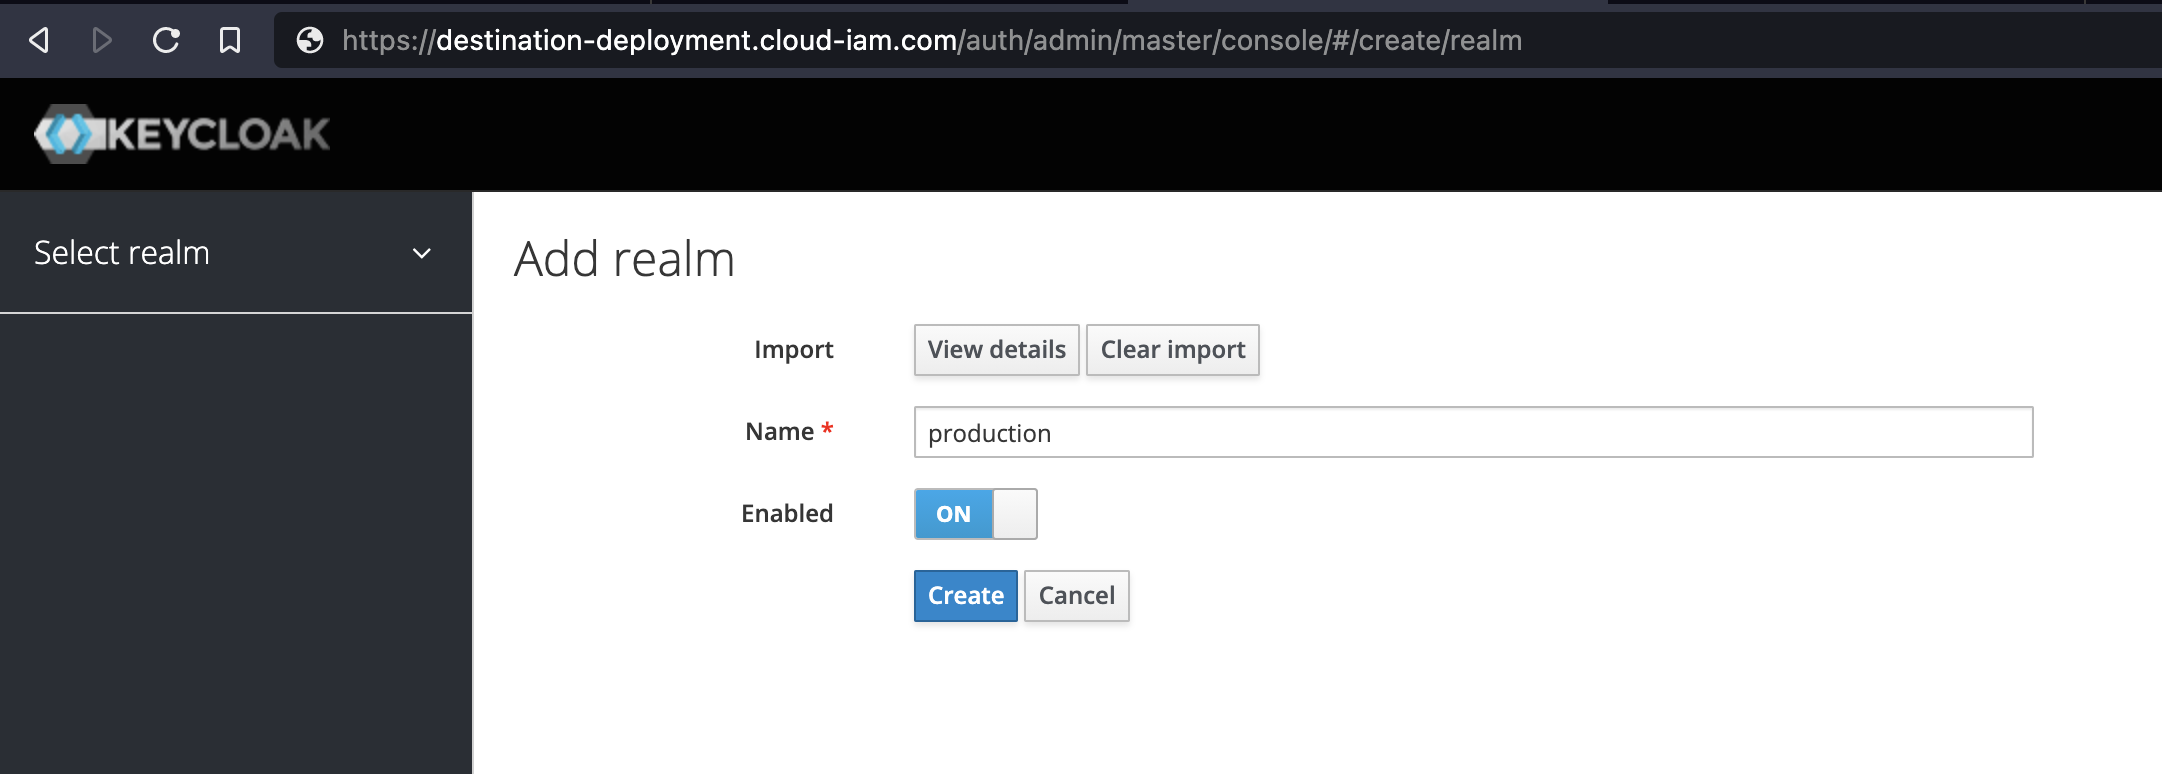 https://destination-deployment.cloud-iam.com/auth/admin/master/console/#/create/realm
KEYCLOAK
Select realm
Add realm
Import View details Clear import
Name * production
Enabled ON
Create Cancel